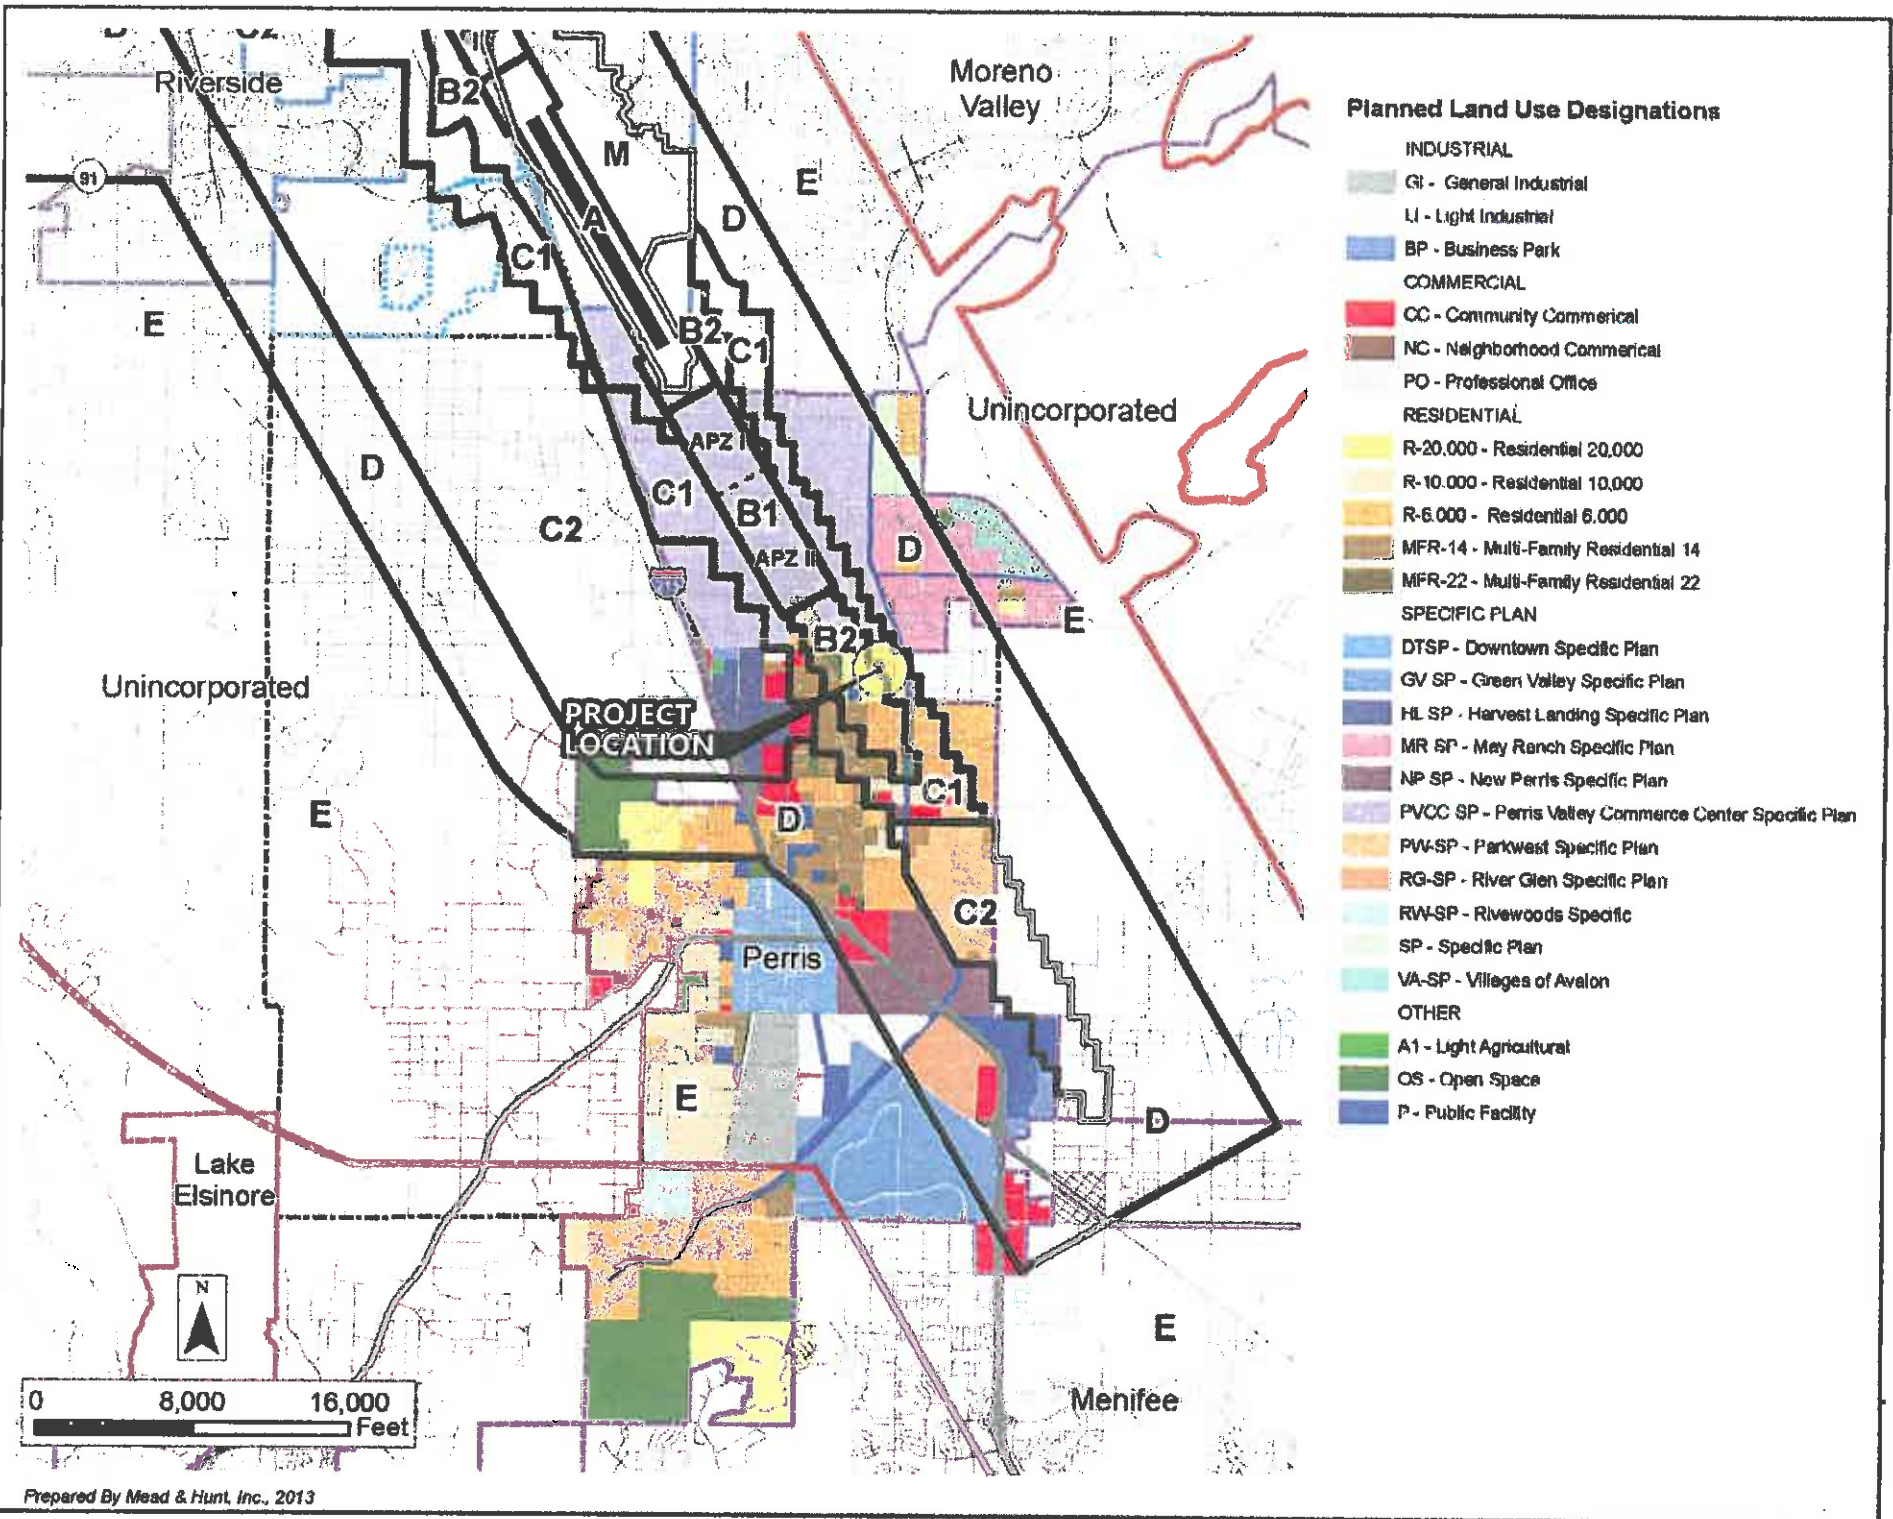 Riverside
B2
Moreno
Valley
M
91
E
A
D
C1
E
B2
C1
Unincorporated
APZ I
D
C1
B1
C2
D
APZ II
E
B2
Unincorporated
PROJECT
LOCATION
C1
E
D
C2
Perris
E
D
Lake
Elsinore
N
E
Menifee
0 8,000 16,000
Feet
Prepared By Mead & Hunt, Inc., 2013
Planned Land Use Designations
INDUSTRIAL
GI - General Industrial
LI - Light Industrial
BP - Business Park
COMMERCIAL
CC - Community Commerical
NC - Neighborhood Commerical
PO - Professional Office
RESIDENTIAL
R-20,000 - Residential 20,000
R-10,000 - Residential 10,000
R-6,000 - Residential 6,000
MFR-14 - Multi-Family Residential 14
MFR-22 - Multi-Family Residential 22
SPECIFIC PLAN
DTSP - Downtown Specific Plan
GV SP - Green Valley Specific Plan
HL SP - Harvest Landing Specific Plan
MR SP - May Ranch Specific Plan
NP SP - New Perris Specific Plan
PVCC SP - Perris Valley Commerce Center Specific Plan
PW-SP - Parkwest Specific Plan
RG-SP - River Glen Specific Plan
RW-SP - Rivewoods Specific
SP - Specific Plan
VA-SP - Villages of Avalon
OTHER
A1 - Light Agricultural
OS - Open Space
P - Public Facility